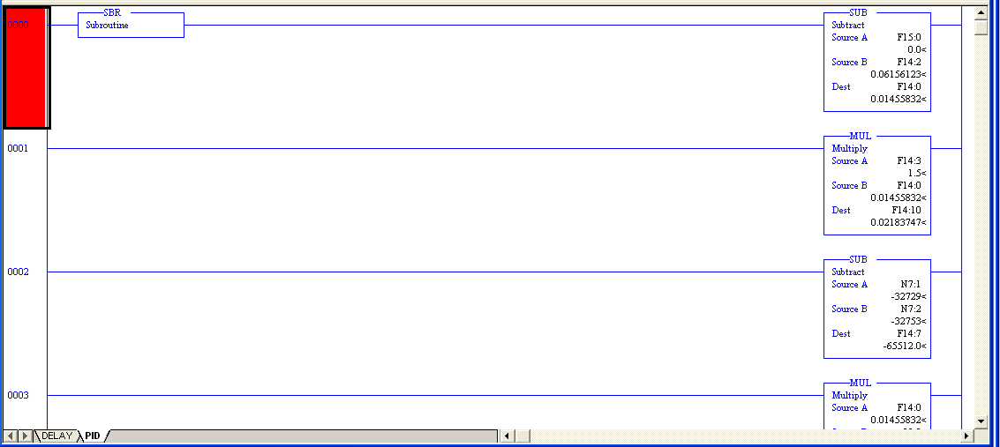 0000
SBR
Subroutine
SUB
Subtract
Source A F15:0
0.0<
Source B F14:2
0.06156123<
Dest F14:0
0.01455832<
0001
MUL
Multiply
Source A F14:3
1.5<
Source B F14:0
0.01455832<
Dest F14:10
0.02183747<
0002
SUB
Subtract
Source A N7:1
-32729<
Source B N7:2
-32753<
Dest F14:7
-65512.0<
0003
MUL
Multiply
Source A F14:0
0.01455832<
DELAY PID